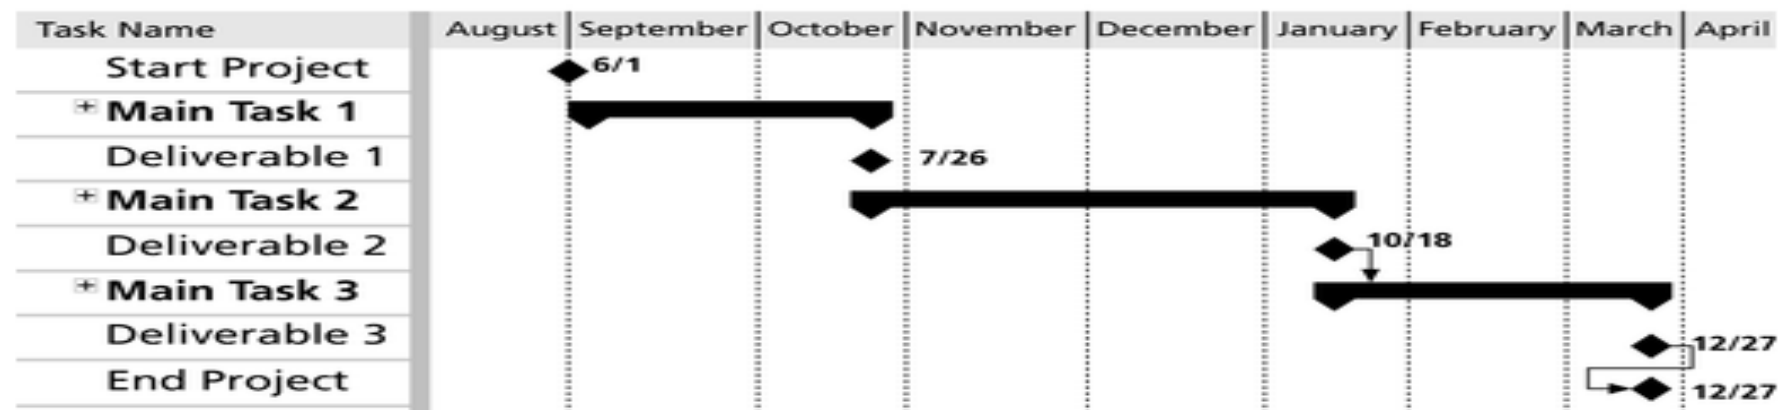 Task Name August September October November December January February March April
Start Project 6/1
Main Task 1
Deliverable 1 7/26
Main Task 2
Deliverable 2 10/18
Main Task 3
Deliverable 3 12/27
End Project 12/27